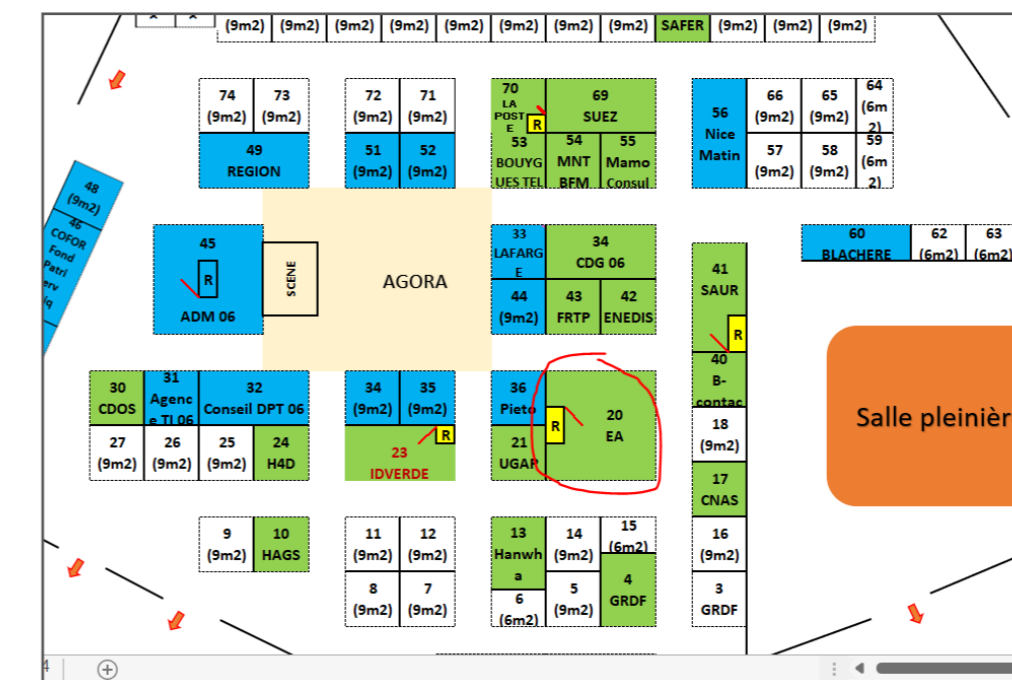 (9m2) (9m2) (9m2) (9m2) (9m2) (9m2) (9m2) (9m2) SAFER (9m2) (9m2) (9m2)
74
(9m2)
73
(9m2)
72
(9m2)
71
(9m2)
70
LA
POST
E
R
69
SUEZ
56
Nice
Matin
66
(9m2)
65
(9m2)
64
(6m
2)
49
REGION
51
(9m2)
52
(9m2)
53
BOUYG
UES TEL
54
MNT
BFM
55
Mamo
Consul
57
(9m2)
58
(9m2)
59
(6m
2)
48
(9m2)
46
COFOR
Fond
Patri
erv
iq
45
R
ADM 06
SCENE
AGORA
33
LAFARG
E
34
CDG 06
44
(9m2)
43
FRTP
42
ENEDIS
41
SAUR
R
60
BLACHERE
62
(6m2)
63
(6m2)
30
CDOS
31
Agenc
e TI 06
32
Conseil DPT 06
34
(9m2)
35
(9m2)
36
Pieto
20
EA
R
40
B-
contac
27
(9m2)
26
(9m2)
25
(9m2)
24
H4D
R
23
IDVERDE
21
UGAP
18
(9m2)
Salle pleinièr
17
CNAS
9
(9m2)
10
HAGS
11
(9m2)
12
(9m2)
13
Hanwh
a
14
(9m2)
15
(6m2)
16
(9m2)
8
(9m2)
7
(9m2)
6
(6m2)
5
(9m2)
4
GRDF
3
GRDF
4